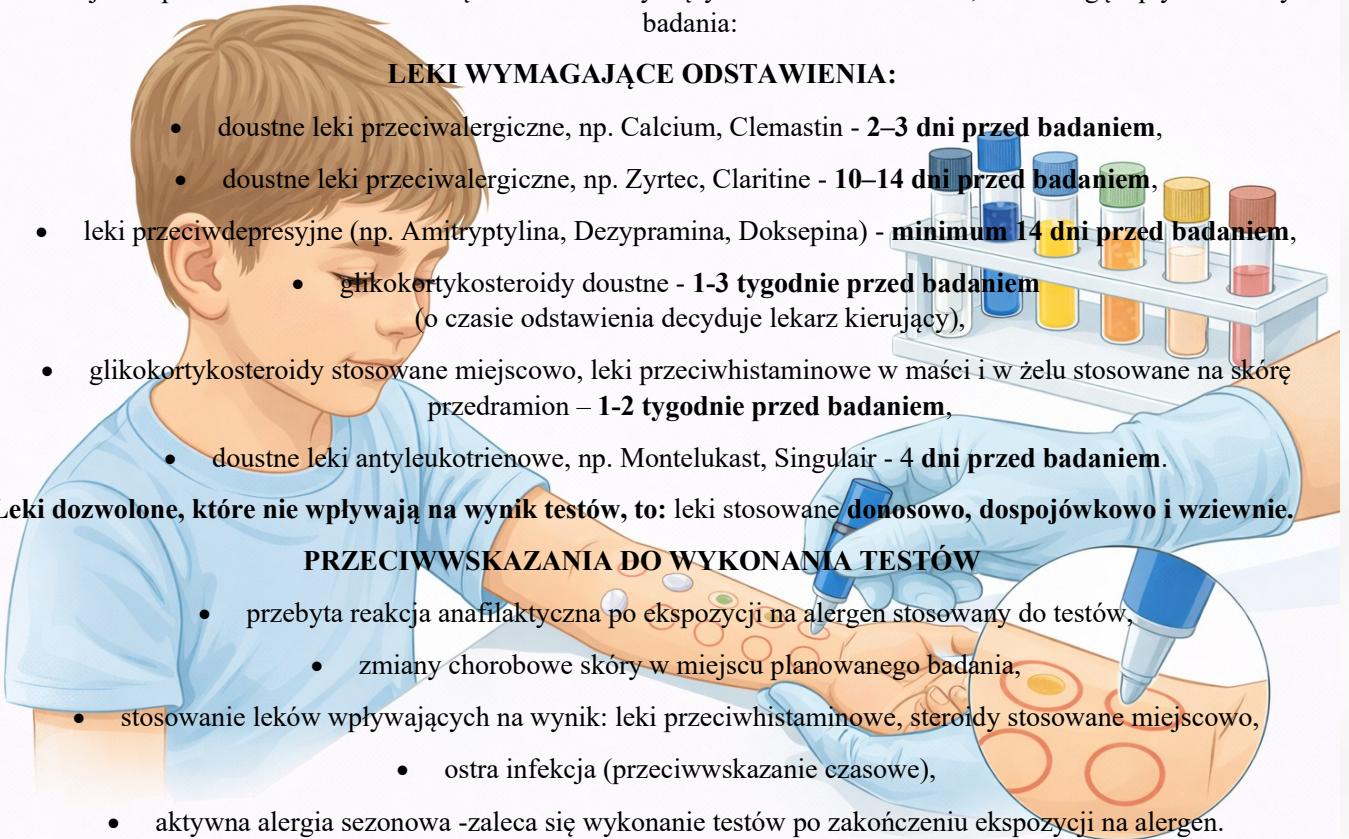 badania:
LEKI WYMAGAJĄCE ODSTAWIENIA:
• doustne leki przeciwalergiczne, np. Calcium, Clemastin - 2–3 dni przed badaniem,
• doustne leki przeciwalergiczne, np. Zyrtec, Claritine - 10–14 dni przed badaniem,
• leki przeciwdepresyjne (np. Amitryptylina, Dezypramina, Doksepina) - minimum 14 dni przed badaniem,
• glikokortykosteroidy doustne - 1-3 tygodnie przed badaniem
(o czasie odstawienia decyduje lekarz kierujący),
• glikokortykosteroidy stosowane miejscowo, leki przeciwhistaminowe w maści i w żelu stosowane na skórę
przedramion – 1-2 tygodnie przed badaniem,
• doustne leki antyleukotrienowe, np. Montelukast, Singulair - 4 dni przed badaniem.
Leki dozwolone, które nie wpływają na wynik testów, to: leki stosowane donosowo, dospojówkowo i wziewnie.
PRZECIWWSKAZANIA DO WYKONANIA TESTÓW
• przebyta reakcja anafilaktyczna po ekspozycji na alergen stosowany do testów,
• zmiany chorobowe skóry w miejscu planowanego badania,
• stosowanie leków wpływających na wynik: leki przeciwhistaminowe, steroidy stosowane miejscowo,
• ostra infekcja (przeciwwskazanie czasowe),
• aktywna alergia sezonowa -zaleca się wykonanie testów po zakończeniu ekspozycji na alergen.